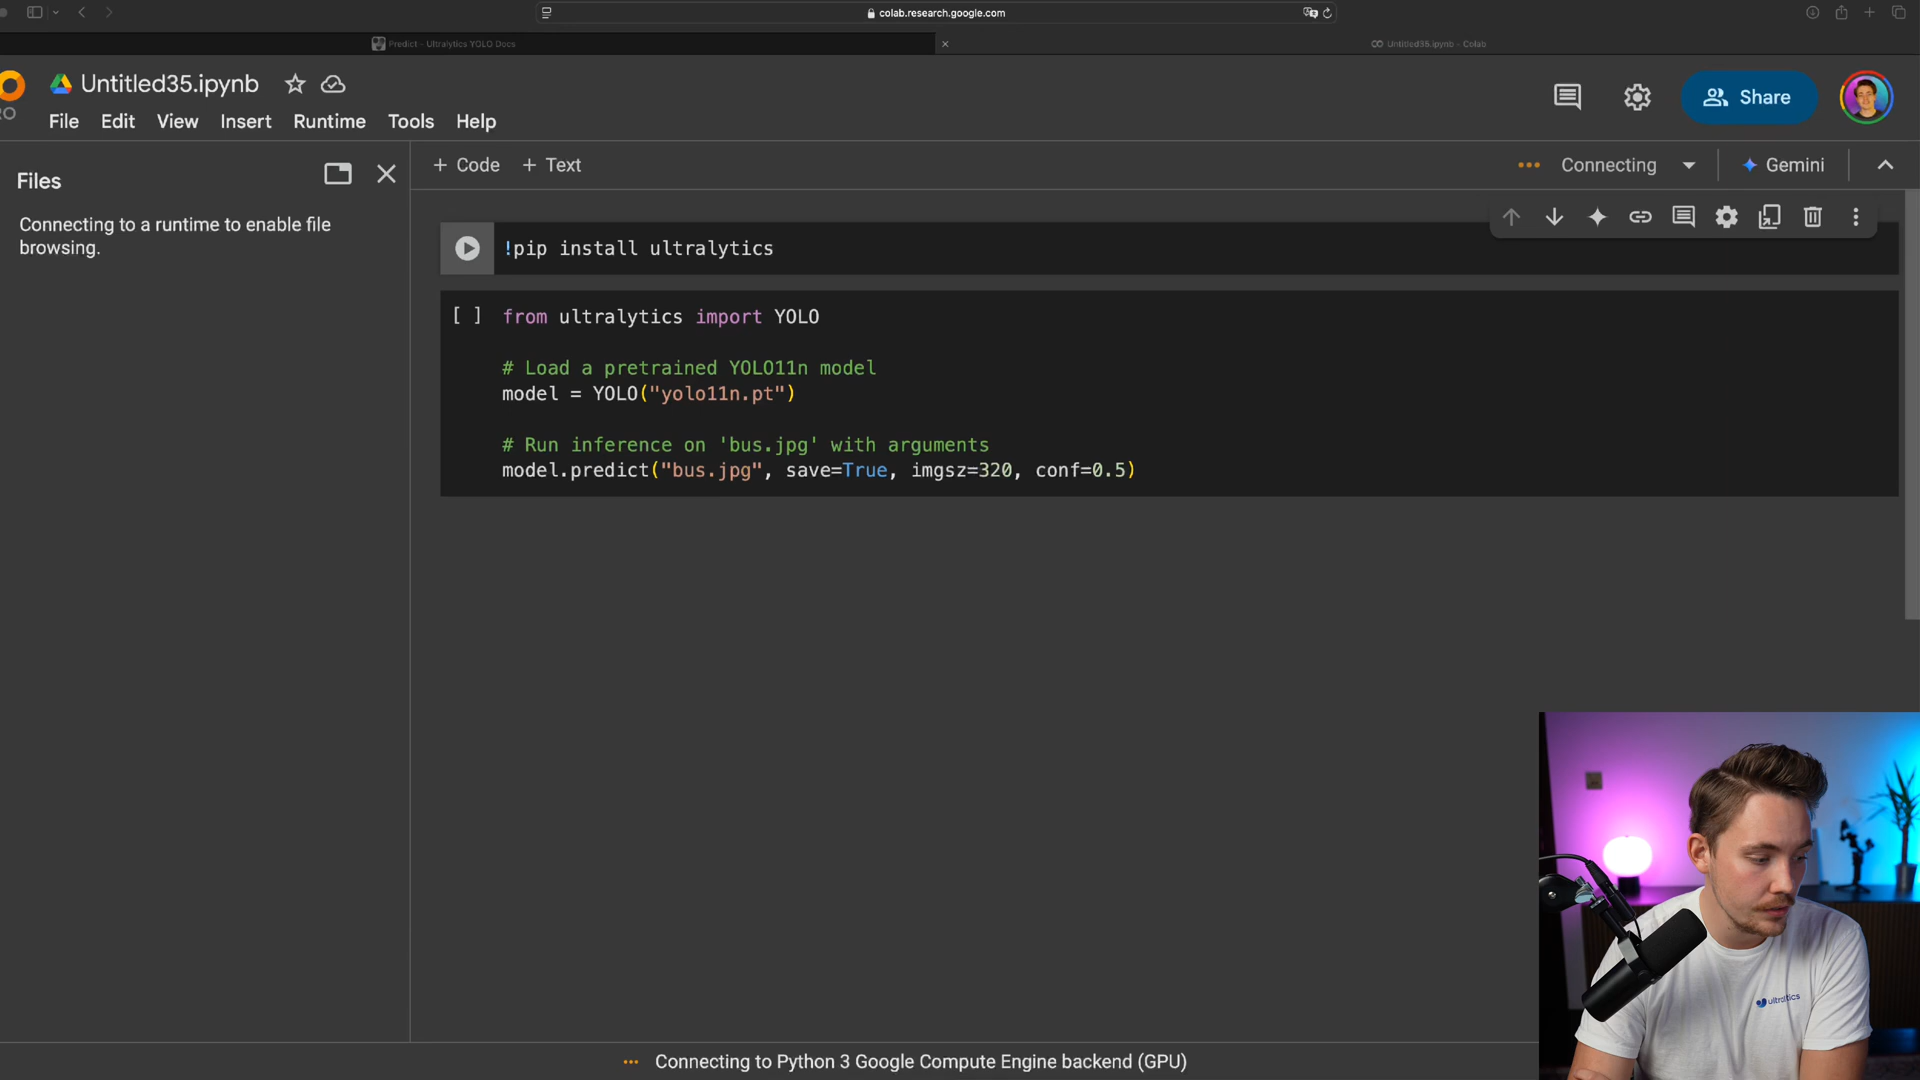 colab.research.google.com
Predict - Ultralytics YOLO Docs
Untitled35.ipynb - Colab
Untitled35.ipynb
File Edit View Insert Runtime Tools Help
Share
Files
+ Code + Text
Connecting
Gemini
Connecting to a runtime to enable file
browsing.
!pip install ultralytics
[ ] from ultralytics import YOLO
# Load a pretrained YOLO11n model
model = YOLO("yolo11n.pt")
# Run inference on 'bus.jpg' with arguments
model.predict("bus.jpg", save=True, imgsz=320, conf=0.5)
ultralytics
Connecting to Python 3 Google Compute Engine backend (GPU)